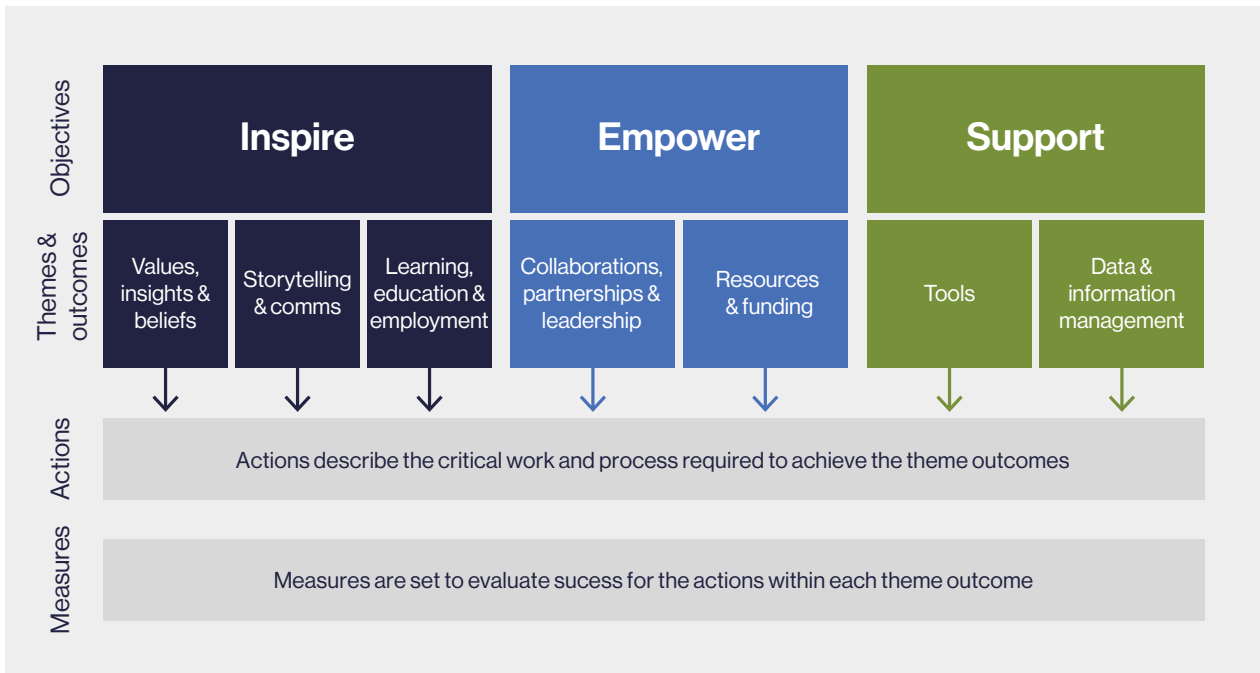 Objectives
Inspire
Empower
Support
Themes &
outcomes
Values,
insights &
beliefs
Storytelling
& comms
Learning,
education &
employment
Collaborations,
partnerships &
leadership
Resources
& funding
Tools
Data &
information
management
Actions
Actions describe the critical work and process required to achieve the theme outcomes
Measures
Measures are set to evaluate sucess for the actions within each theme outcome